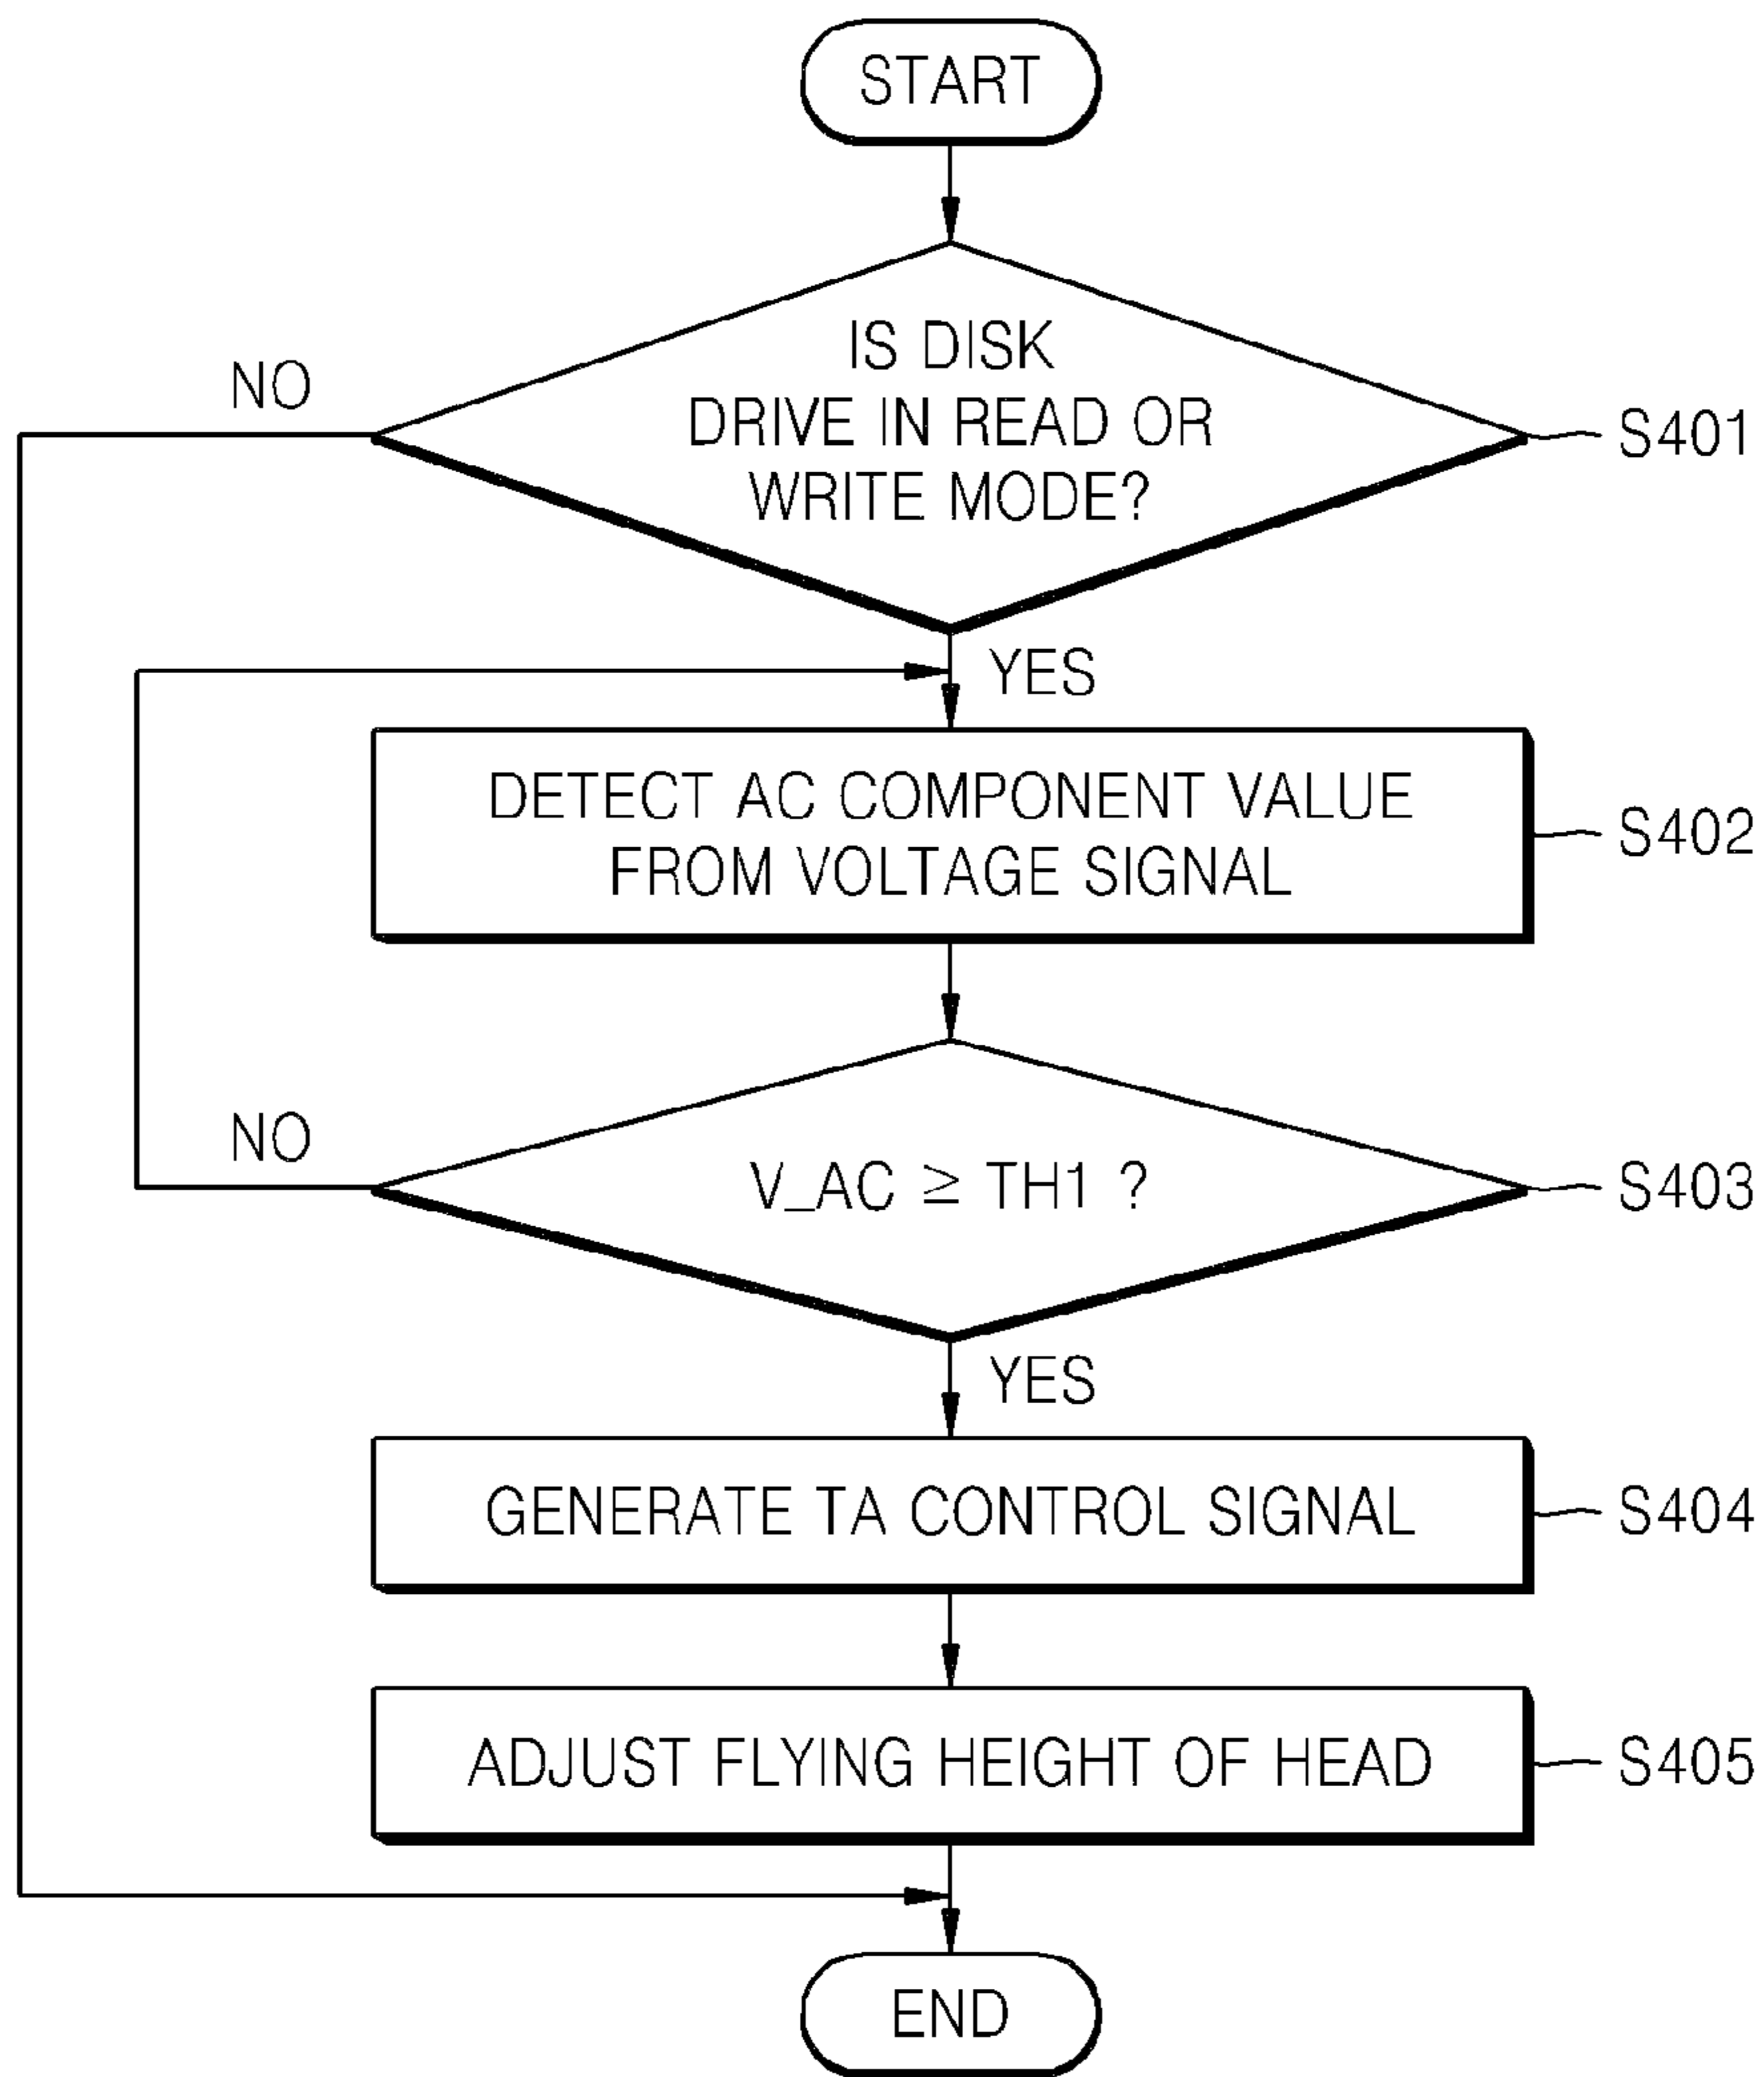 START
IS DISK
DRIVE IN READ OR
WRITE MODE?
NO
S401
YES
DETECT AC COMPONENT VALUE
FROM VOLTAGE SIGNAL
S402
NO
V_AC ≥ TH1 ?
S403
YES
GENERATE TA CONTROL SIGNAL
S404
ADJUST FLYING HEIGHT OF HEAD
S405
END